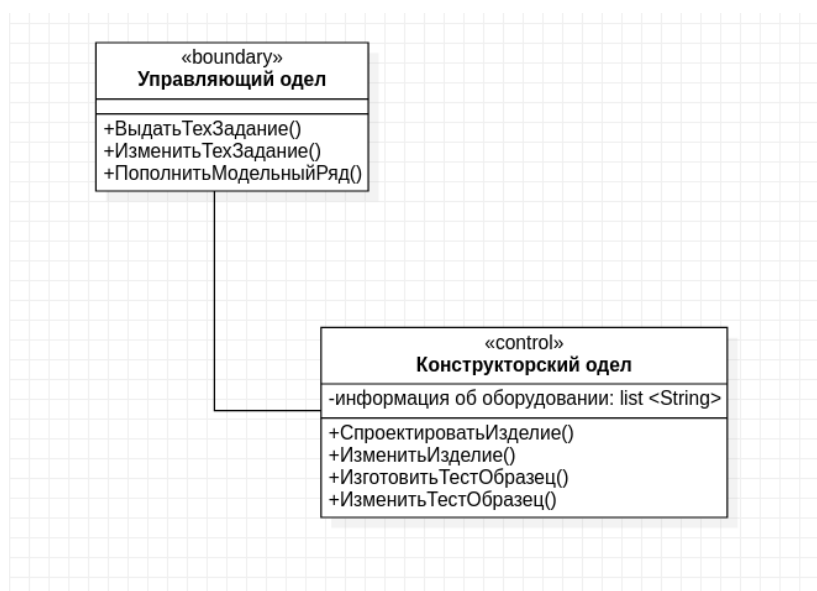 «boundary»
Управляющий одел
+ВыдатьТехЗадание()
+ИзменитьТехЗадание()
+ПополнитьМодельныйРяд()
«control»
Конструкторский одел
-информация об оборудовании: list <String>
+СпроектироватьИзделие()
+ИзменитьИзделие()
+ИзготовитьТестОбразец()
+ИзменитьТестОбразец()